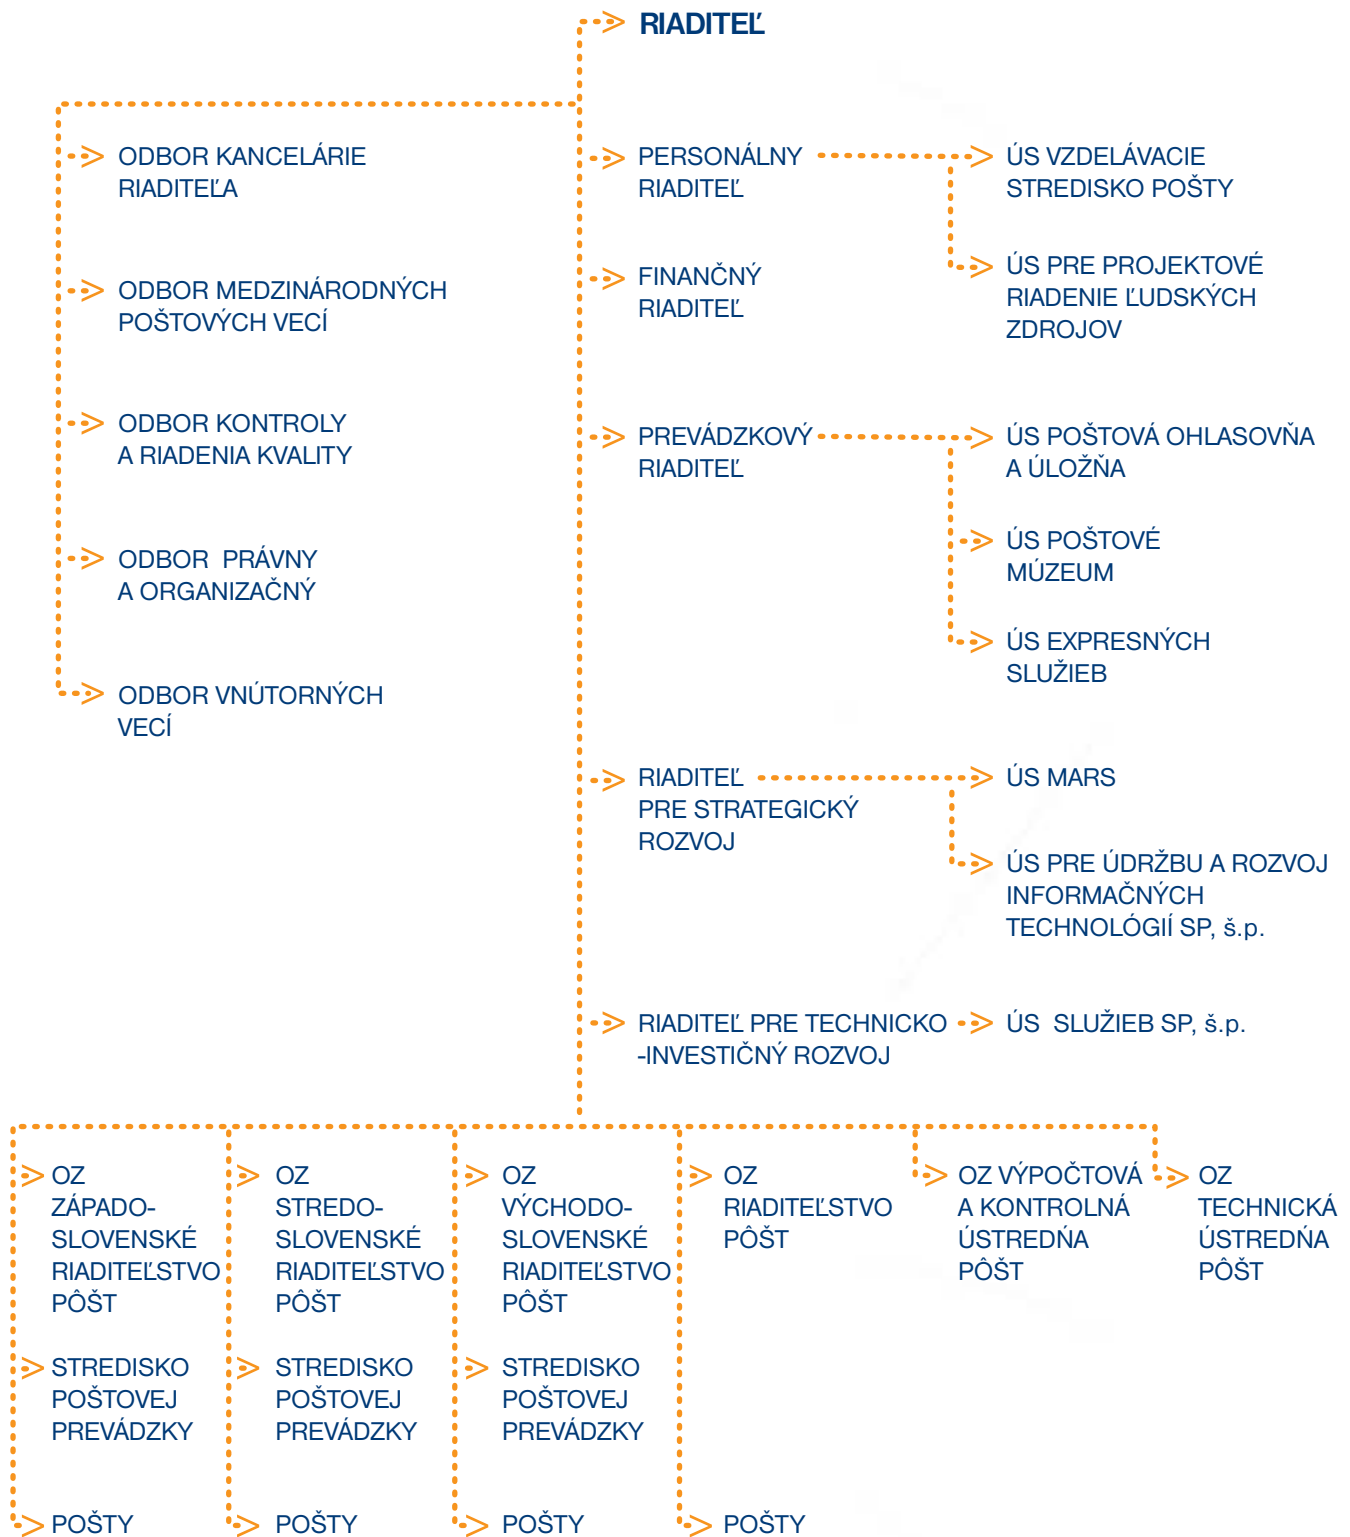 RIADITEĽ
ODBOR KANCELÁRIE
RIADITEĽA
ODBOR MEDZINÁRODNÝCH
POŠTOVÝCH VECÍ
ODBOR KONTROLY
A RIADENIA KVALITY
ODBOR PRÁVNY
A ORGANIZAČNÝ
ODBOR VNÚTORNÝCH
VECÍ
PERSONÁLNY
RIADITEĽ
FINANČNÝ
RIADITEĽ
PREVÁDZKOVÝ
RIADITEĽ
RIADITEĽ
PRE STRATEGICKÝ
ROZVOJ
RIADITEĽ PRE TECHNICKO
-INVESTIČNÝ ROZVOJ
ÚS VZDELÁVACIE
STREDISKO POŠTY
ÚS PRE PROJEKTOVÉ
RIADENIE ĽUDSKÝCH
ZDROJOV
ÚS POŠTOVÁ OHLASOVŇA
A ÚLOŽŇA
ÚS POŠTOVÉ
MÚZEUM
ÚS EXPRESNÝCH
SLUŽIEB
ÚS MARS
ÚS PRE ÚDRŽBU A ROZVOJ
INFORMAČNÝCH
TECHNOLÓGIÍ SP, š.p.
ÚS SLUŽIEB SP, š.p.
OZ
ZÁPADO-
SLOVENSKÉ
RIADITEĽSTVO
PÔŠT
STREDISKO
POŠTOVEJ
PREVÁDZKY
POŠTY
OZ
STREDO-
SLOVENSKÉ
RIADITEĽSTVO
PÔŠT
STREDISKO
POŠTOVEJ
PREVÁDZKY
POŠTY
OZ
VÝCHODO-
SLOVENSKÉ
RIADITEĽSTVO
PÔŠT
STREDISKO
POŠTOVEJ
PREVÁDZKY
POŠTY
OZ
RIADITEĽSTVO
PÔŠT
POŠTY
OZ VÝPOČTOVÁ
A KONTROLNÁ
ÚSTREDŃA
PÔŠT
OZ
TECHNICKÁ
ÚSTREDŃA
PÔŠT